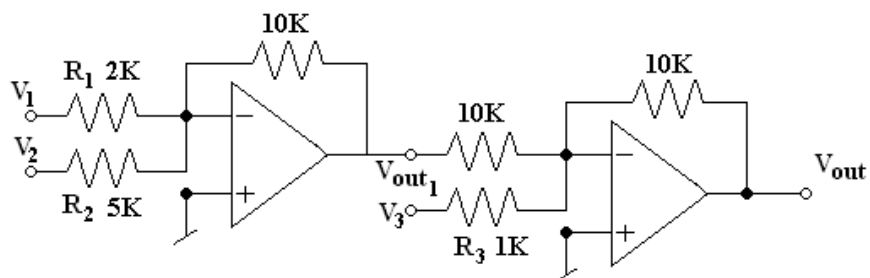 10K
10K
R1 2K
V1
V2
R2 5K
−
+
10K
Vout1
V3
R3 1K
−
+
Vout